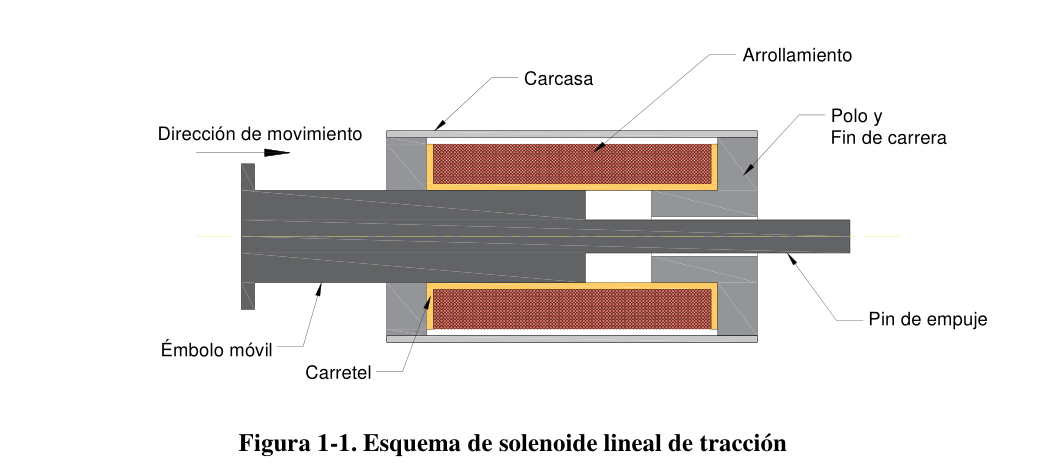 Arrollamiento
Carcasa
Polo y
Fin de carrera
Dirección de movimiento
Pin de empuje
Émbolo móvil
Carretel
Figura 1-1. Esquema de solenoide lineal de tracción